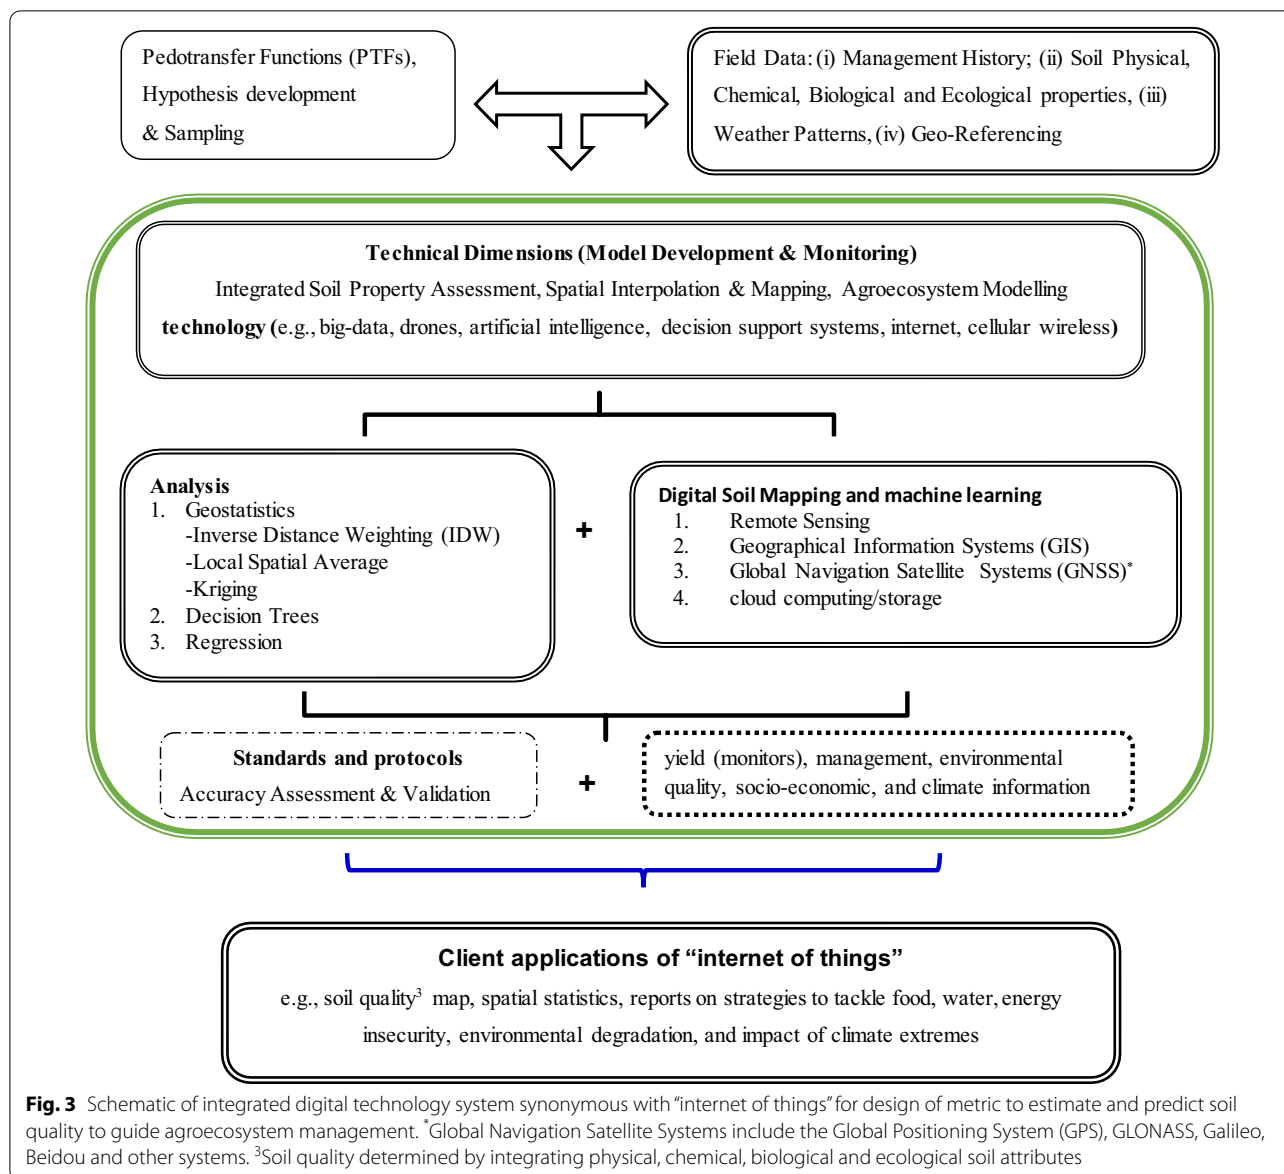 Pedotransfer Functions (PTFs),
Hypothesis development
& Sampling
Field Data: (i) Management History; (ii) Soil Physical,
Chemical, Biological and Ecological properties, (iii)
Weather Patterns, (iv) Geo-Referencing
Technical Dimensions (Model Development & Monitoring)
Integrated Soil Property Assessment, Spatial Interpolation & Mapping, Agroecosystem Modelling
technology (e.g., big-data, drones, artificial intelligence, decision support systems, internet, cellular wireless)
Analysis
1. Geostatistics
-Inverse Distance Weighting (IDW)
-Local Spatial Average
-Kriging
2. Decision Trees
3. Regression
+
Digital Soil Mapping and machine learning
1. Remote Sensing
2. Geographical Information Systems (GIS)
3. Global Navigation Satellite Systems (GNSS)*
4. cloud computing/storage
Standards and protocols
Accuracy Assessment & Validation
+
yield (monitors), management, environmental
quality, socio-economic, and climate information
Client applications of “internet of things”
e.g., soil quality³ map, spatial statistics, reports on strategies to tackle food, water, energy
insecurity, environmental degradation, and impact of climate extremes
Fig. 3 Schematic of integrated digital technology system synonymous with “internet of things” for design of metric to estimate and predict soil
quality to guide agroecosystem management. *Global Navigation Satellite Systems include the Global Positioning System (GPS), GLONASS, Galileo,
Beidou and other systems. ³Soil quality determined by integrating physical, chemical, biological and ecological soil attributes